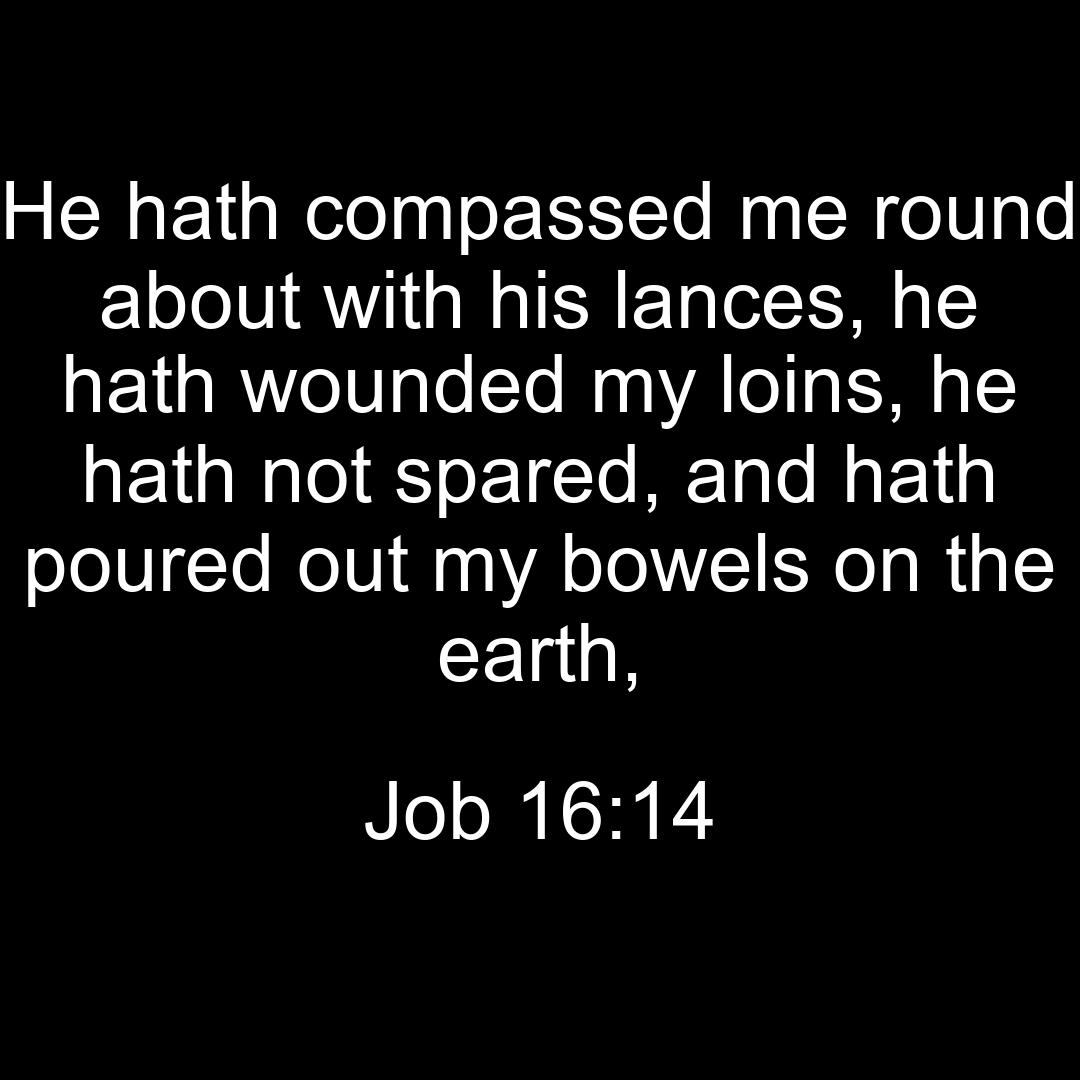 He hath compassed me round
about with his lances, he
hath wounded my loins, he
hath not spared, and hath
poured out my bowels on the
earth,
Job 16:14